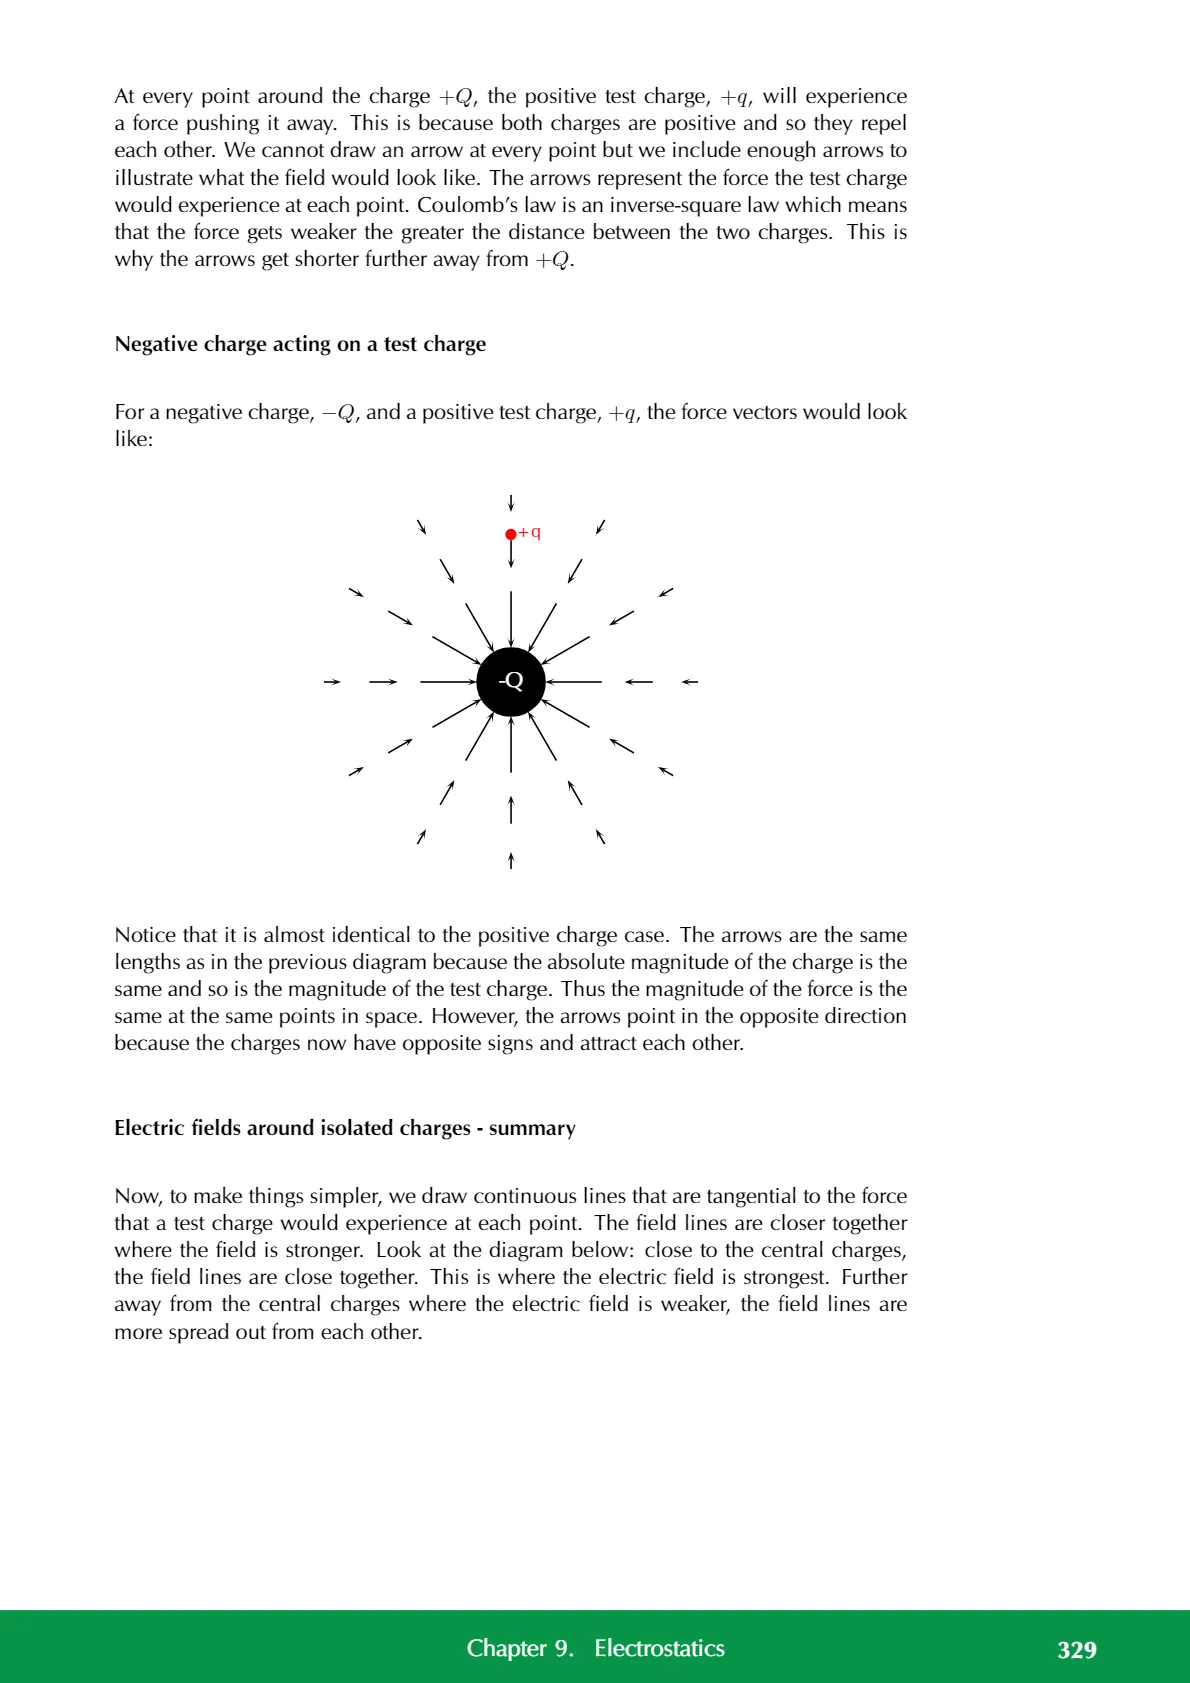 At every point around the charge +Q, the positive test charge, +q, will experience
a force pushing it away. This is because both charges are positive and so they repel
each other. We cannot draw an arrow at every point but we include enough arrows to
illustrate what the field would look like. The arrows represent the force the test charge
would experience at each point. Coulomb’s law is an inverse-square law which means
that the force gets weaker the greater the distance between the two charges. This is
why the arrows get shorter further away from +Q.
Negative charge acting on a test charge
For a negative charge, −Q, and a positive test charge, +q, the force vectors would look
like:
+q
-Q
Notice that it is almost identical to the positive charge case. The arrows are the same
lengths as in the previous diagram because the absolute magnitude of the charge is the
same and so is the magnitude of the test charge. Thus the magnitude of the force is the
same at the same points in space. However, the arrows point in the opposite direction
because the charges now have opposite signs and attract each other.
Electric fields around isolated charges - summary
Now, to make things simpler, we draw continuous lines that are tangential to the force
that a test charge would experience at each point. The field lines are closer together
where the field is stronger. Look at the diagram below: close to the central charges,
the field lines are close together. This is where the electric field is strongest. Further
away from the central charges where the electric field is weaker, the field lines are
more spread out from each other.
Chapter 9. Electrostatics 329